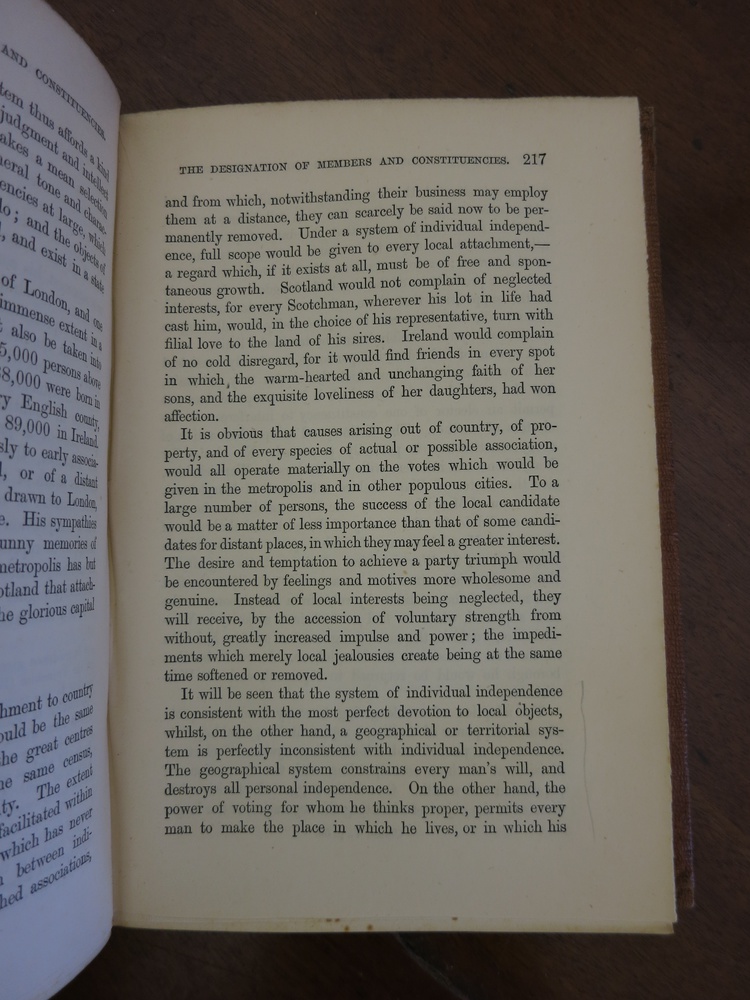 AND CONSTITUENCIES.
tem thus affords a kind
judgment and intellect
akes a mean selection
neral tone and charac-
encies at large, which
lo; and the objects of
, and exist in a state
of London, and one
immense extent in a
also be taken into
5,000 persons above
8,000 were born in
ry English county,
89,000 in Ireland.
sly to early associa-
l, or of a distant
drawn to London,
e. His sympathies
unny memories of
metropolis has but
otland that attach-
he glorious capital
hment to country
ould be the same
he great centres
ne same census,
ty. The extent
facilitated within
which has never
between indi-
hed associations,
THE DESIGNATION OF MEMBERS AND CONSTITUENCIES. 217
and from which, notwithstanding their business may employ
them at a distance, they can scarcely be said now to be per-
manently removed. Under a system of individual independ-
ence, full scope would be given to every local attachment,—
a regard which, if it exists at all, must be of free and spon-
taneous growth. Scotland would not complain of neglected
interests, for every Scotchman, wherever his lot in life had
cast him, would, in the choice of his representative, turn with
filial love to the land of his sires. Ireland would complain
of no cold disregard, for it would find friends in every spot
in which the warm-hearted and unchanging faith of her
sons, and the exquisite loveliness of her daughters, had won
affection.
It is obvious that causes arising out of country, of pro-
perty, and of every species of actual or possible association,
would all operate materially on the votes which would be
given in the metropolis and in other populous cities. To a
large number of persons, the success of the local candidate
would be a matter of less importance than that of some candi-
dates for distant places, in which they may feel a greater interest.
The desire and temptation to achieve a party triumph would
be encountered by feelings and motives more wholesome and
genuine. Instead of local interests being neglected, they
will receive, by the accession of voluntary strength from
without, greatly increased impulse and power; the impedi-
ments which merely local jealousies create being at the same
time softened or removed.
It will be seen that the system of individual independence
is consistent with the most perfect devotion to local objects,
whilst, on the other hand, a geographical or territorial sys-
tem is perfectly inconsistent with individual independence.
The geographical system constrains every man's will, and
destroys all personal independence. On the other hand, the
power of voting for whom he thinks proper, permits every
man to make the place in which he lives, or in which his